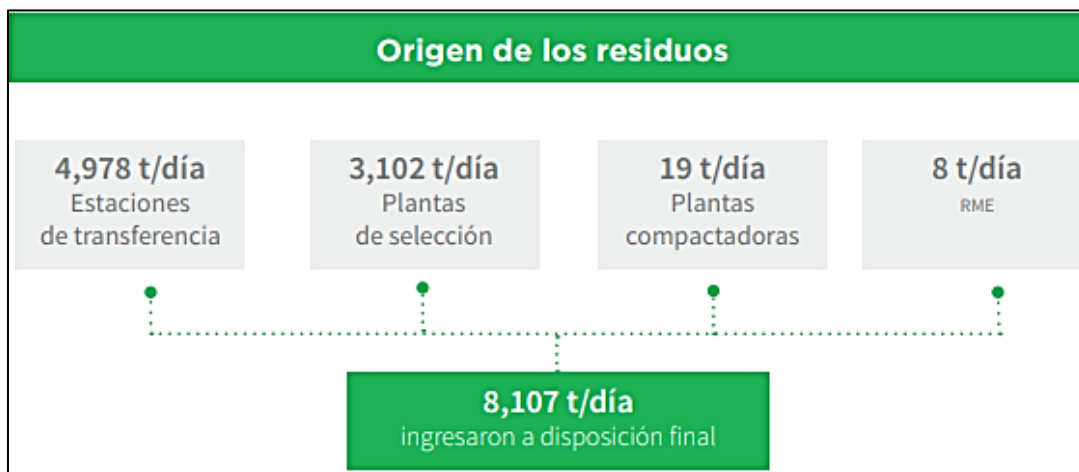 Origen de los residuos
4,978 t/día
Estaciones
de transferencia
3,102 t/día
Plantas
de selección
19 t/día
Plantas
compactadoras
8 t/día
RME
8,107 t/día
ingresaron a disposición final